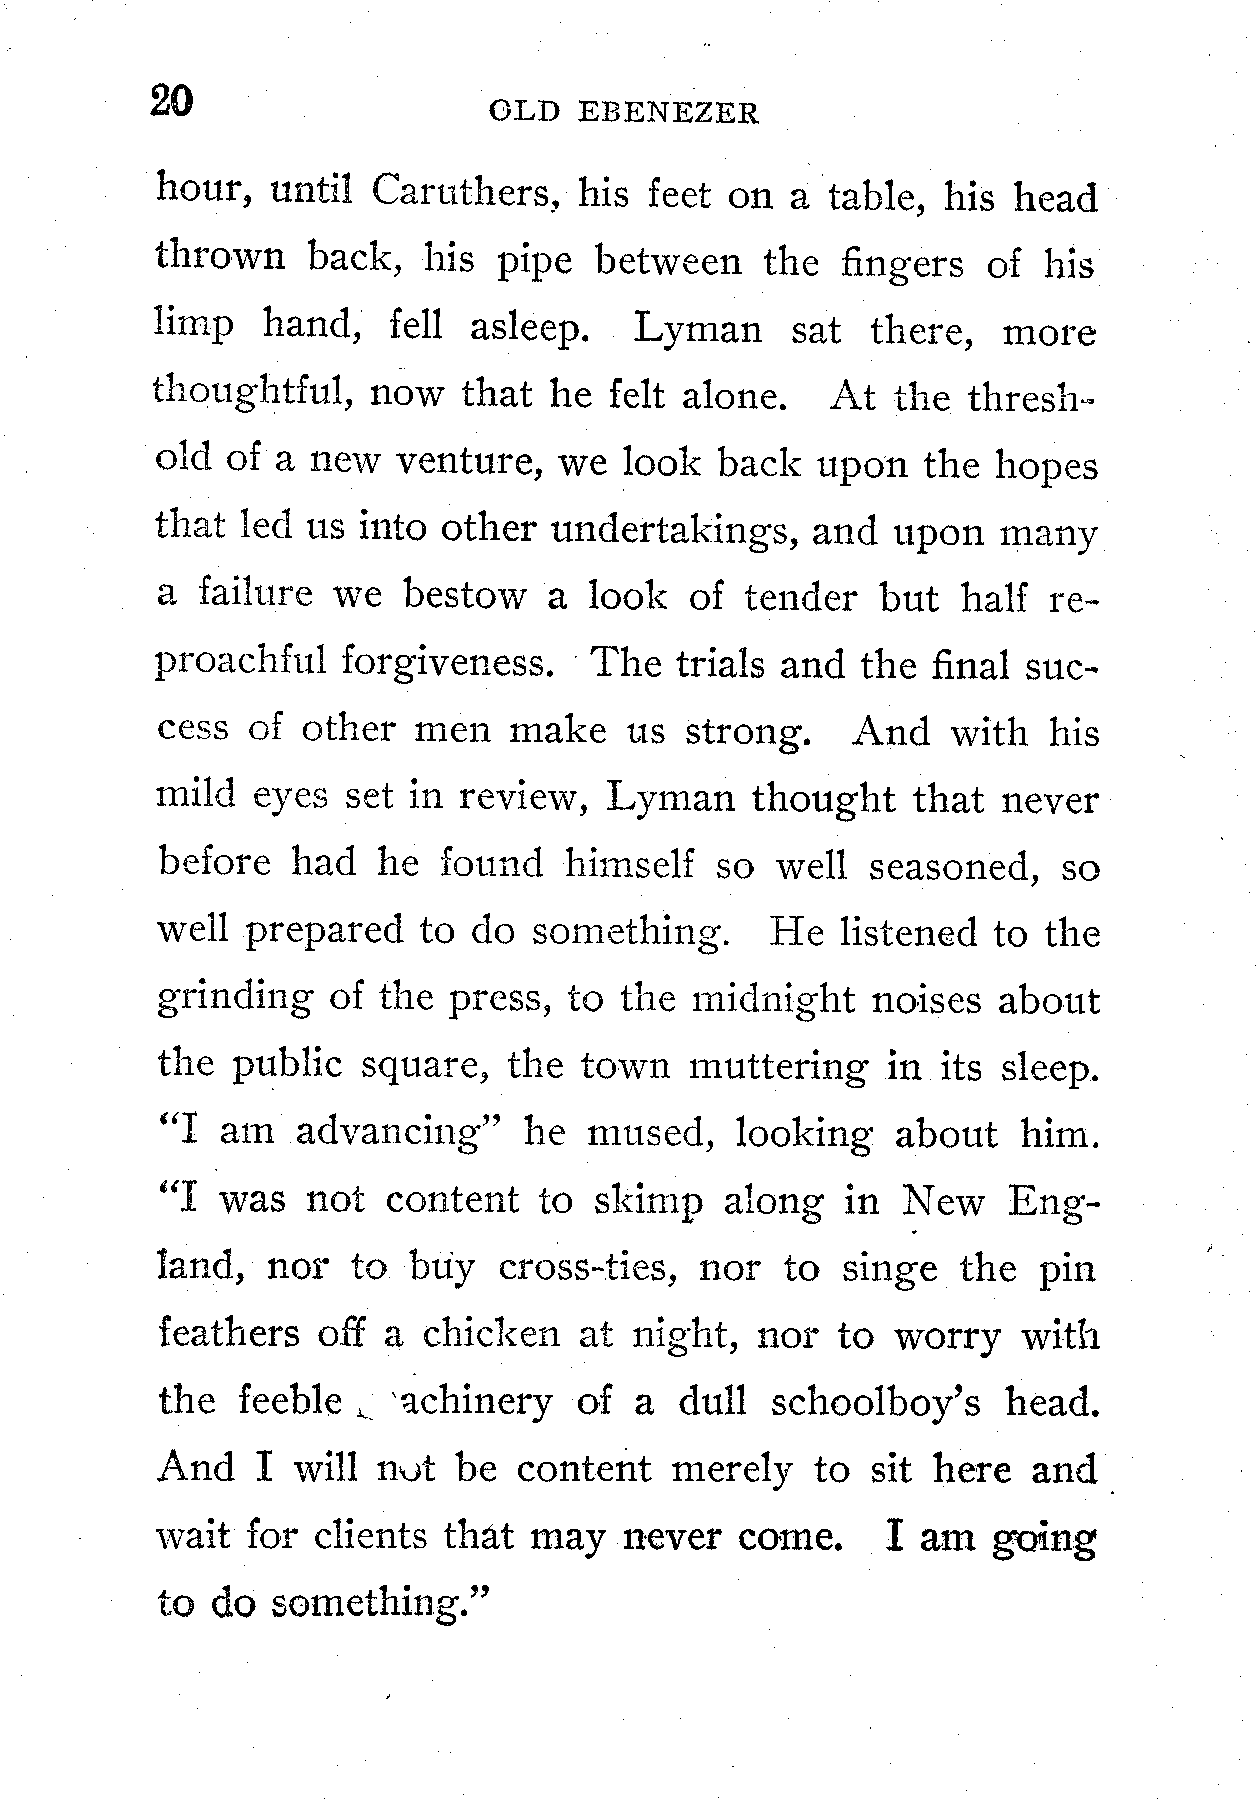 20
OLD EBENEZER
hour, until Caruthers, his feet on a table, his head
thrown back, his pipe between the fingers of his
limp hand, fell asleep. Lyman sat there, more
thoughtful, now that he felt alone. At the thresh-
old of a new venture, we look back upon the hopes
that led us into other undertakings, and upon many
a failure we bestow a look of tender but half re-
proachful forgiveness. The trials and the final suc-
cess of other men make us strong. And with his
mild eyes set in review, Lyman thought that never
before had he found himself so well seasoned, so
well prepared to do something. He listened to the
grinding of the press, to the midnight noises about
the public square, the town muttering in its sleep.
“I am advancing” he mused, looking about him.
“I was not content to skimp along in New Eng-
land, nor to buy cross-ties, nor to singe the pin
feathers off a chicken at night, nor to worry with
the feeble achinery of a dull schoolboy’s head.
And I will not be content merely to sit here and
wait for clients that may never come. I am going
to do something.”